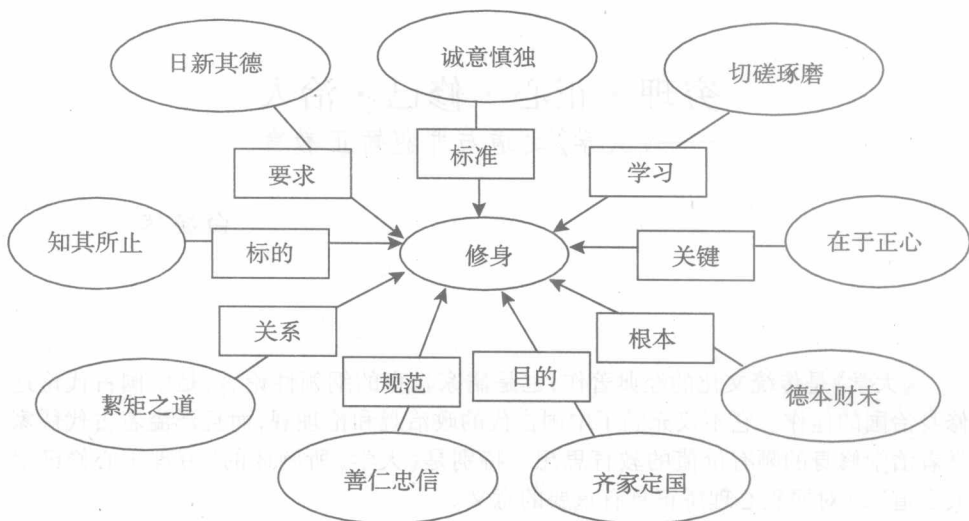 日新其德
诚意慎独
切磋琢磨
要求
标准
学习
知其所止
标的
修身
关键
在于正心
关系
规范
目的
根本
絜矩之道
善仁忠信
齐家定国
德本财末